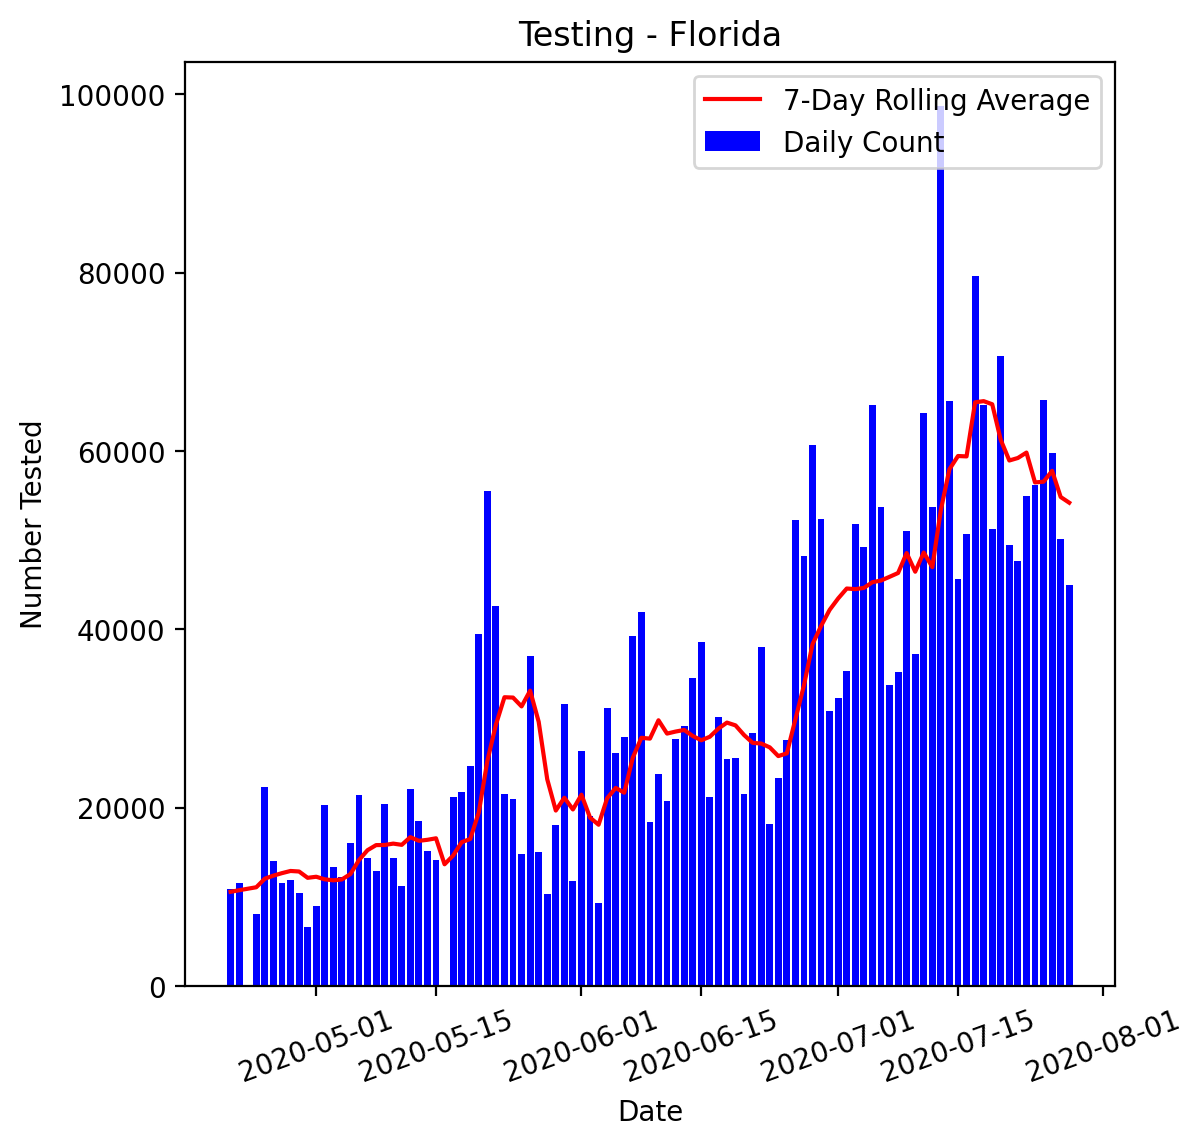 Testing - Florida
7-Day Rolling Average
Daily Count
100000
80000
60000
40000
20000
0
Number Tested
2020-05-01
2020-05-15
2020-06-01
2020-06-15
2020-07-01
2020-07-15
2020-08-01
Date